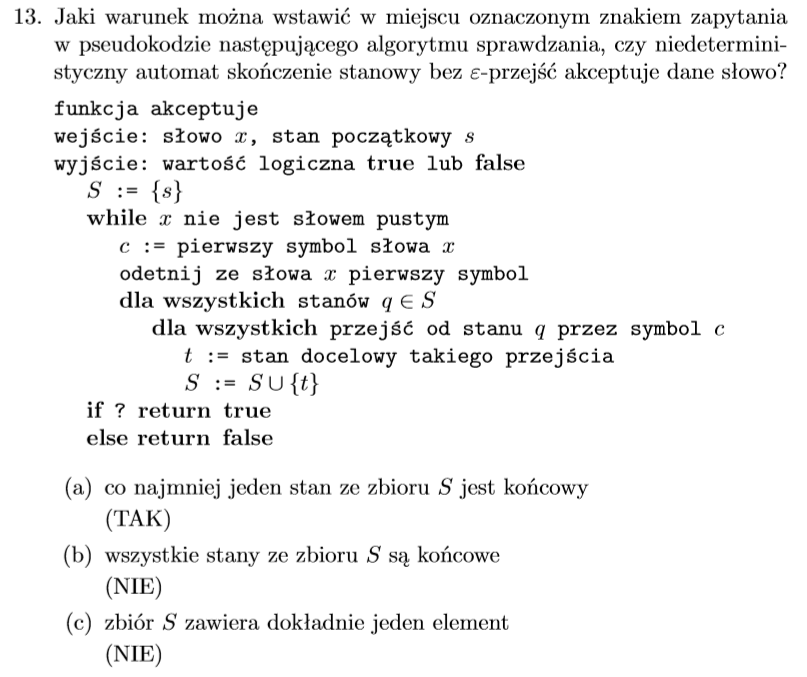 13. Jaki warunek można wstawić w miejscu oznaczonym znakiem zapytania
w pseudokodzie następującego algorytmu sprawdzania, czy niedetermini-
styczny automat skończenie stanowy bez ε-przejść akceptuje dane słowo?
funkcja akceptuje
wejście: słowo x, stan początkowy s
wyjście: wartość logiczna true lub false
S := {s}
while x nie jest słowem pustym
c := pierwszy symbol słowa x
odetnij ze słowa x pierwszy symbol
dla wszystkich stanów q ∈ S
dla wszystkich przejść od stanu q przez symbol c
t := stan docelowy takiego przejścia
S := S ∪ {t}
if ? return true
else return false
(a) co najmniej jeden stan ze zbioru S jest końcowy
(TAK)
(b) wszystkie stany ze zbioru S są końcowe
(NIE)
(c) zbiór S zawiera dokładnie jeden element
(NIE)